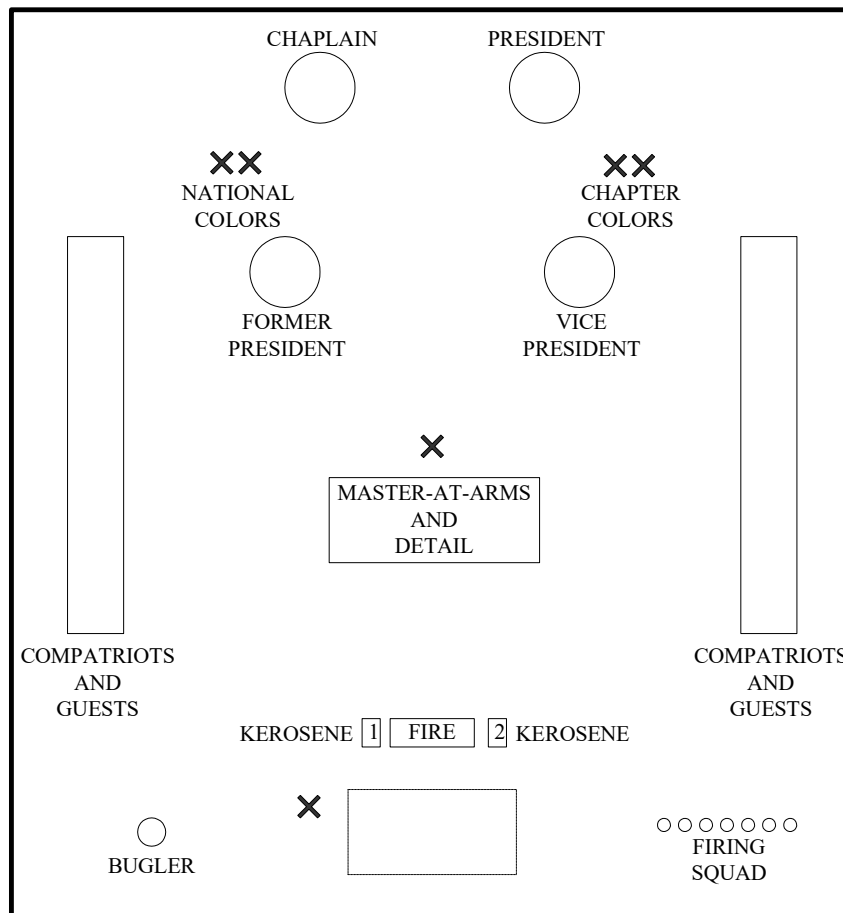 CHAPLAIN
PRESIDENT
NATIONAL
COLORS
CHAPTER
COLORS
FORMER
PRESIDENT
VICE
PRESIDENT
MASTER-AT-ARMS
AND
DETAIL
COMPATRIOTS
AND
GUESTS
COMPATRIOTS
AND
GUESTS
KEROSENE 1 FIRE 2 KEROSENE
BUGLER
FIRING
SQUAD